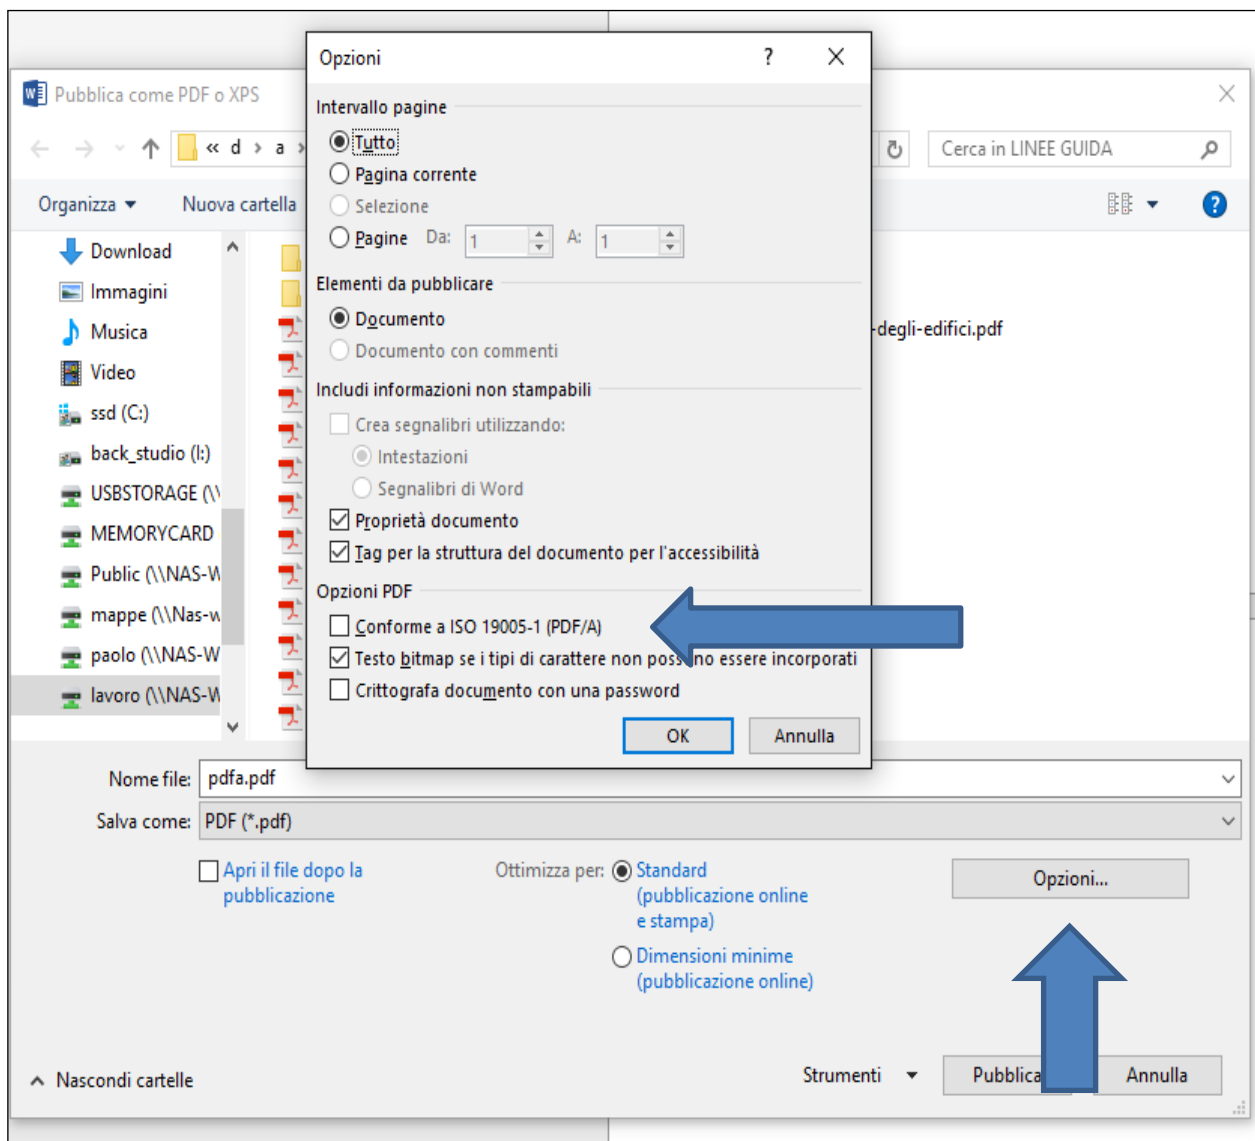 Opzioni
?
Pubblica come PDF o XPS
Intervallo pagine
Tutto
« d > a >
Cerca in LINEE GUIDA
Pagina corrente
Organizza
Nuova cartella
Selezione
?
Pagine Da: 1 A: 1
Download
Elementi da pubblicare
Immagini
Documento
Musica
-degli-edifici.pdf
Documento con commenti
Video
Includi informazioni non stampabili
ssd (C:)
Crea segnalibri utilizzando:
back_studio (I:)
Intestazioni
USBSTORAGE (\\
Segnalibri di Word
MEMORYCARD
Proprietà documento
Tag per la struttura del documento per l'accessibilità
Public (\\NAS-W
Opzioni PDF
mappe (\\Nas-w
Conforme a ISO 19005-1 (PDF/A)
paolo (\\NAS-W
Testo bitmap se i tipi di carattere non possono essere incorporati
lavoro (\\NAS-W
Crittografa documento con una password
OK
Annulla
Nome file: pdfa.pdf
Salva come: PDF (*.pdf)
Apri il file dopo la
pubblicazione
Ottimizza per:
Standard
(pubblicazione online
e stampa)
Opzioni...
Dimensioni minime
(pubblicazione online)
Nascondi cartelle
Strumenti
Pubblica
Annulla